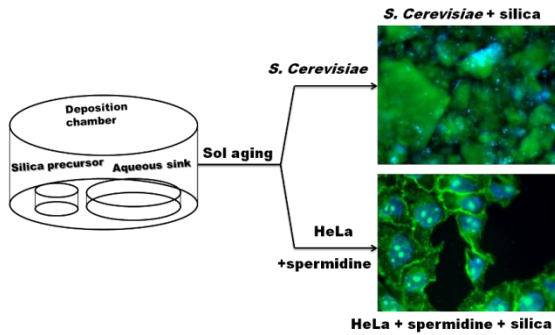 S. Cerevisiae + silica
S. Cerevisiae
Deposition
chamber
Silica precursor
Aqueous sink
Sol aging
HeLa
+spermidine
HeLa + spermidine + silica